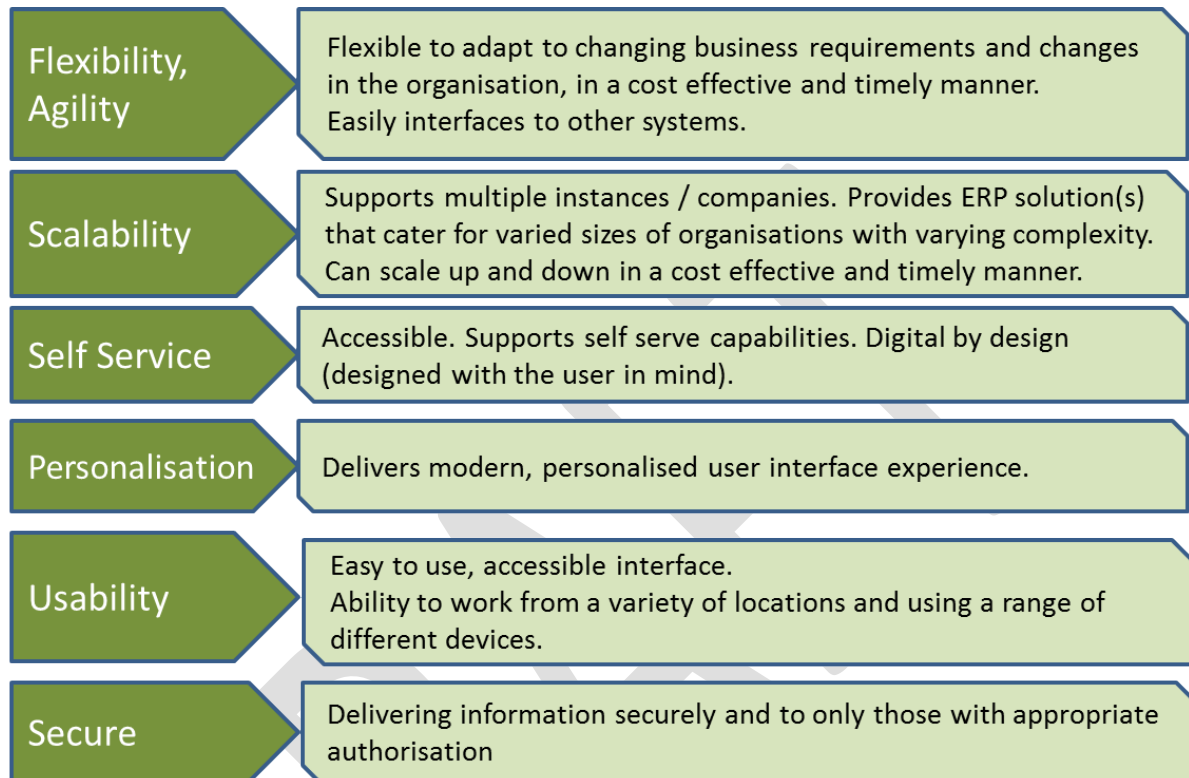 Flexibility,
Agility
Flexible to adapt to changing business requirements and changes
in the organisation, in a cost effective and timely manner.
Easily interfaces to other systems.
Scalability
Supports multiple instances / companies. Provides ERP solution(s)
that cater for varied sizes of organisations with varying complexity.
Can scale up and down in a cost effective and timely manner.
Self Service
Accessible. Supports self serve capabilities. Digital by design
(designed with the user in mind).
Personalisation
Delivers modern, personalised user interface experience.
Usability
Easy to use, accessible interface.
Ability to work from a variety of locations and using a range of
different devices.
Secure
Delivering information securely and to only those with appropriate
authorisation